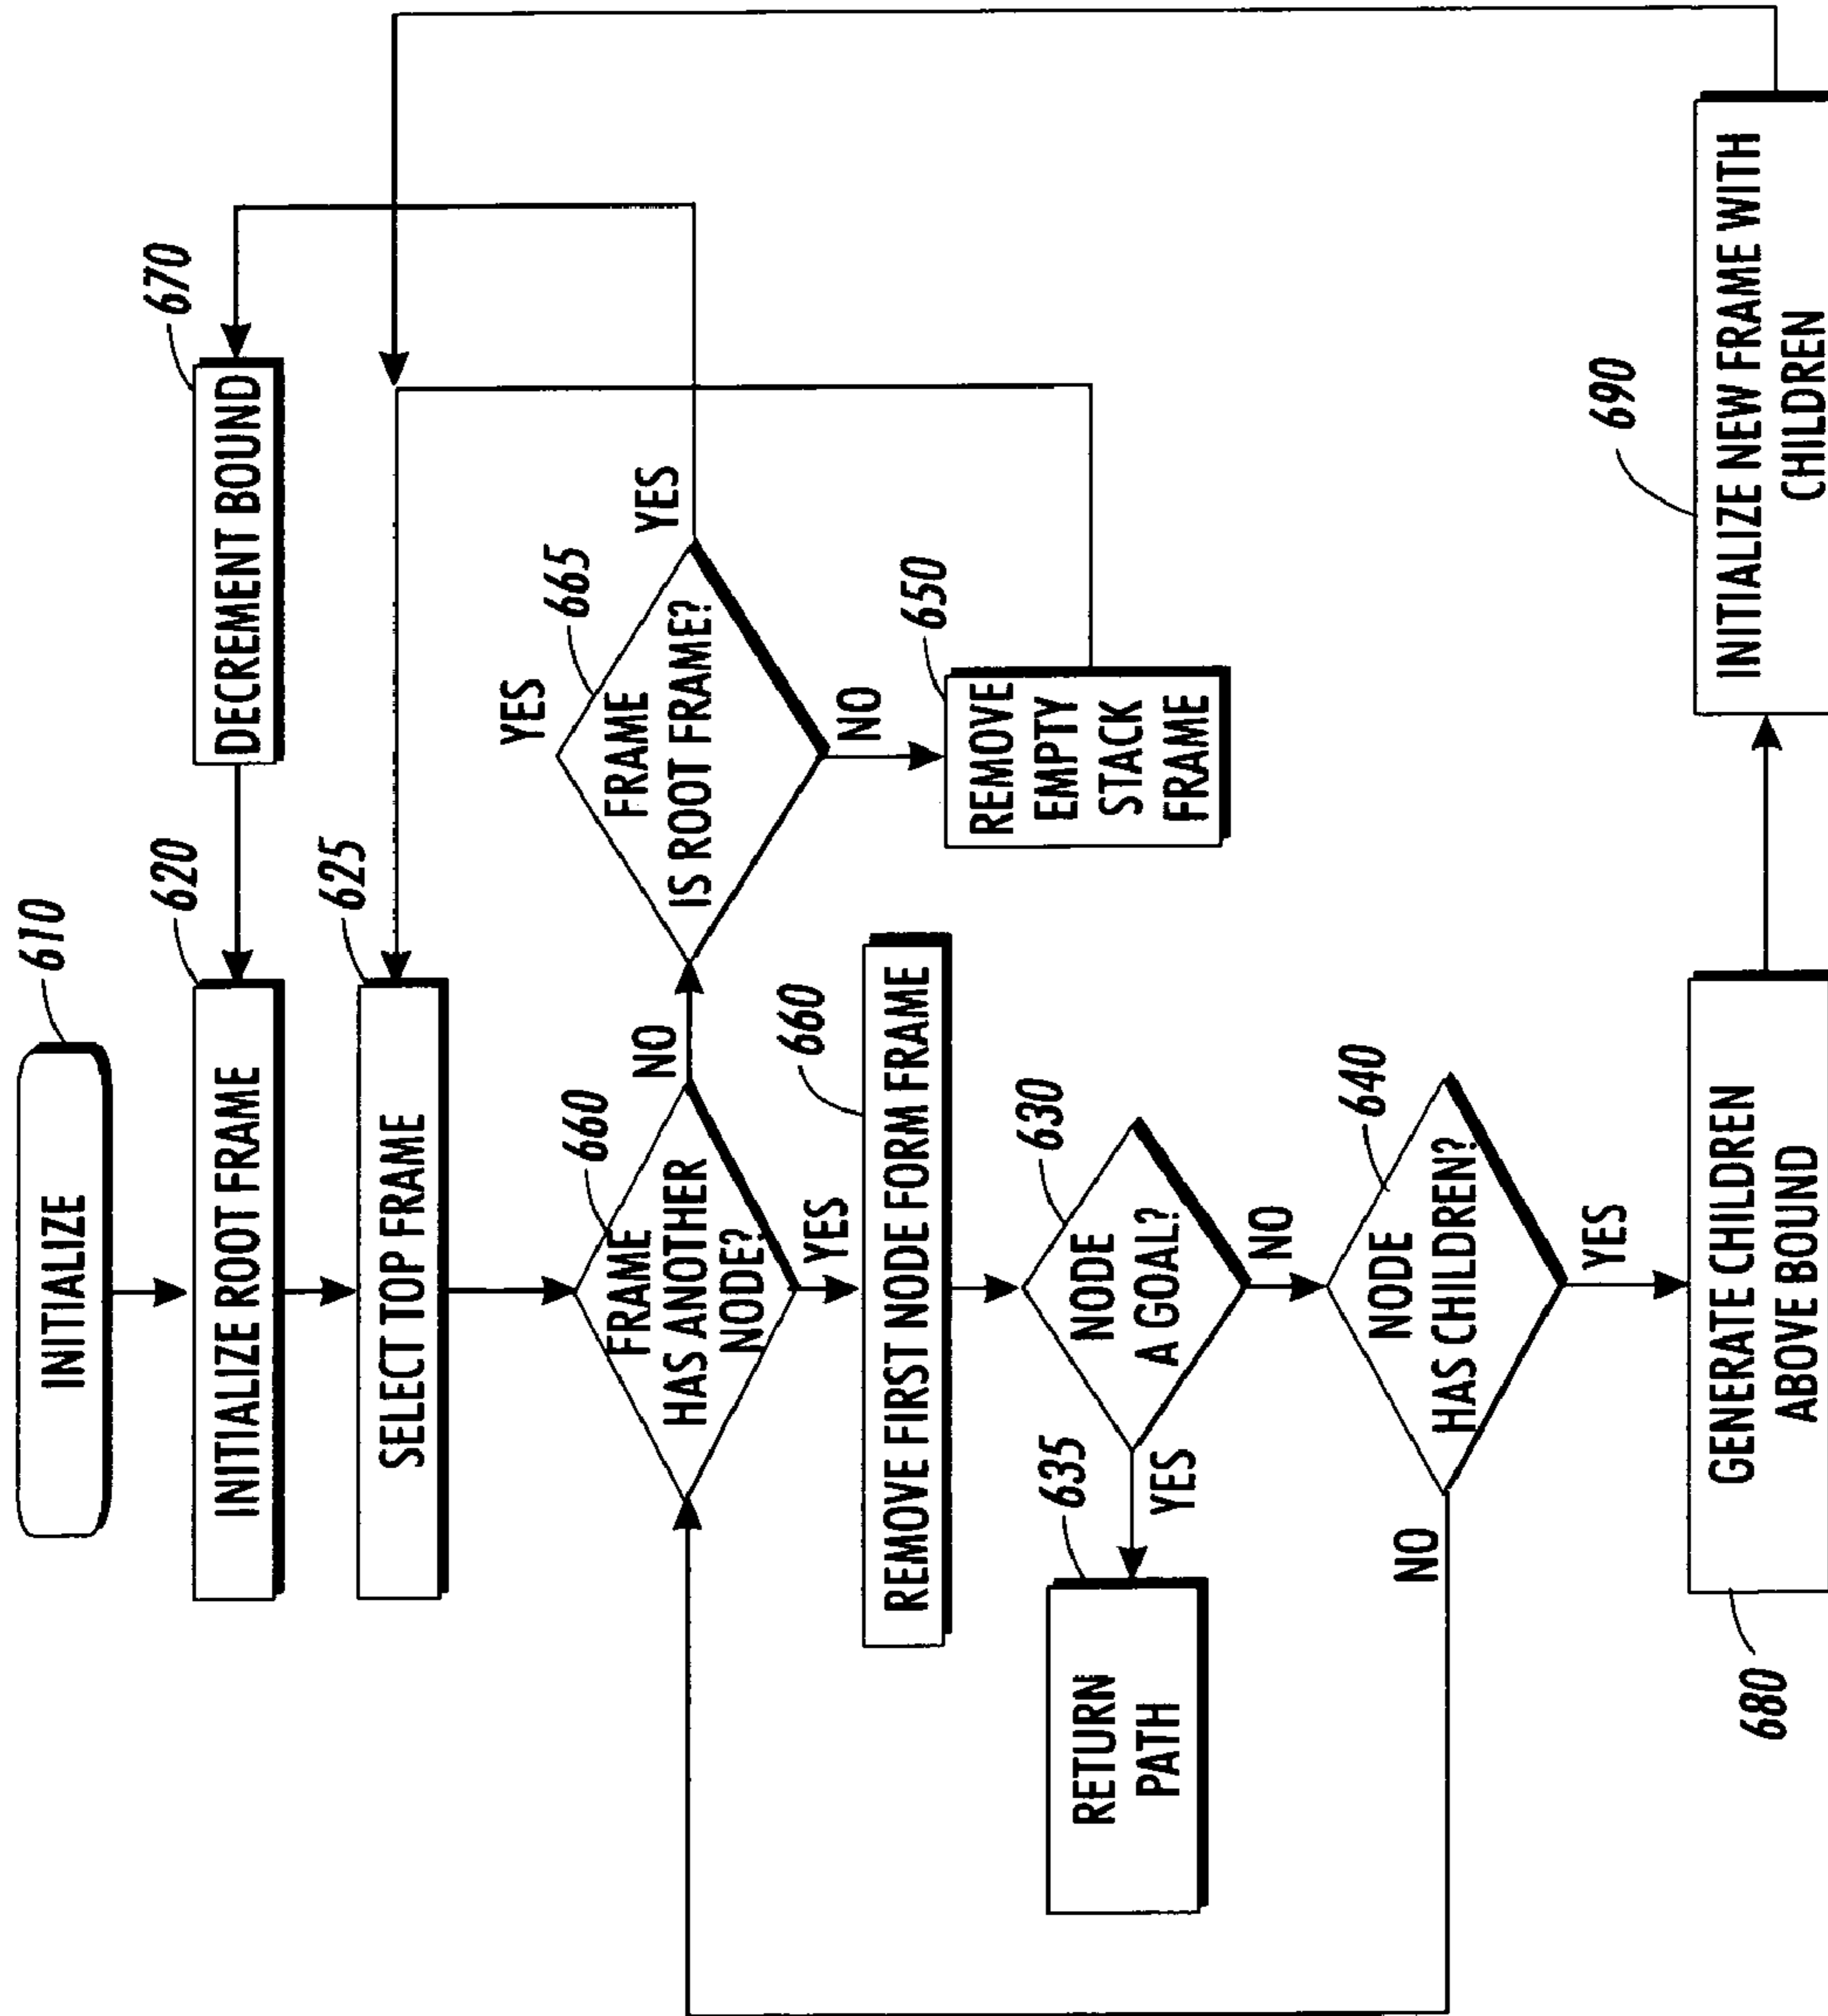 INITIALIZE
610
INITIALIZE ROOT FRAME
620
DECREMENT BOUND
670
SELECT TOP FRAME
625
FRAME
HAS ANOTHER
NODE?
660
NO
YES
YES
FRAME
IS ROOT FRAME?
665
YES
NO
REMOVE
EMPTY
STACK
FRAME
650
REMOVE FIRST NODE FORM FRAME
660
NODE
A GOAL?
630
YES
NO
RETURN
PATH
635
NODE
HAS CHILDREN?
640
NO
YES
GENERATE CHILDREN
ABOVE BOUND
680
INITIALIZE NEW FRAME WITH
CHILDREN
690